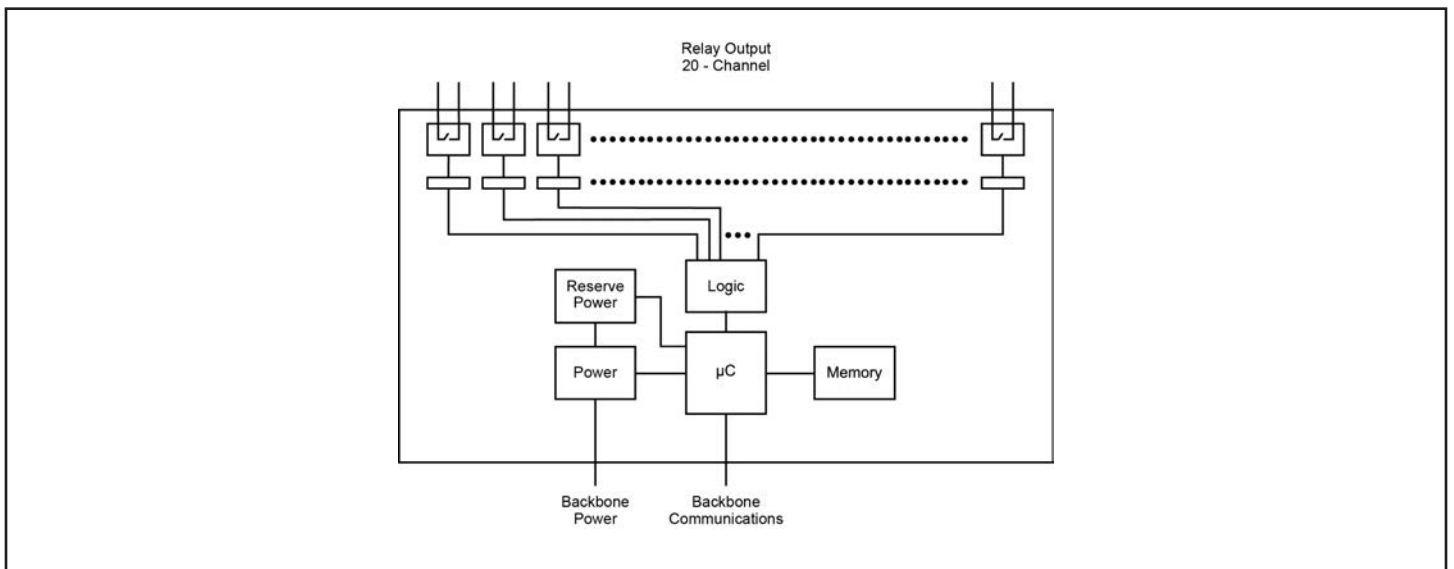 Relay Output
20 - Channel
Logic
Reserve
Power
Power
µC
Memory
Backbone
Power
Backbone
Communications